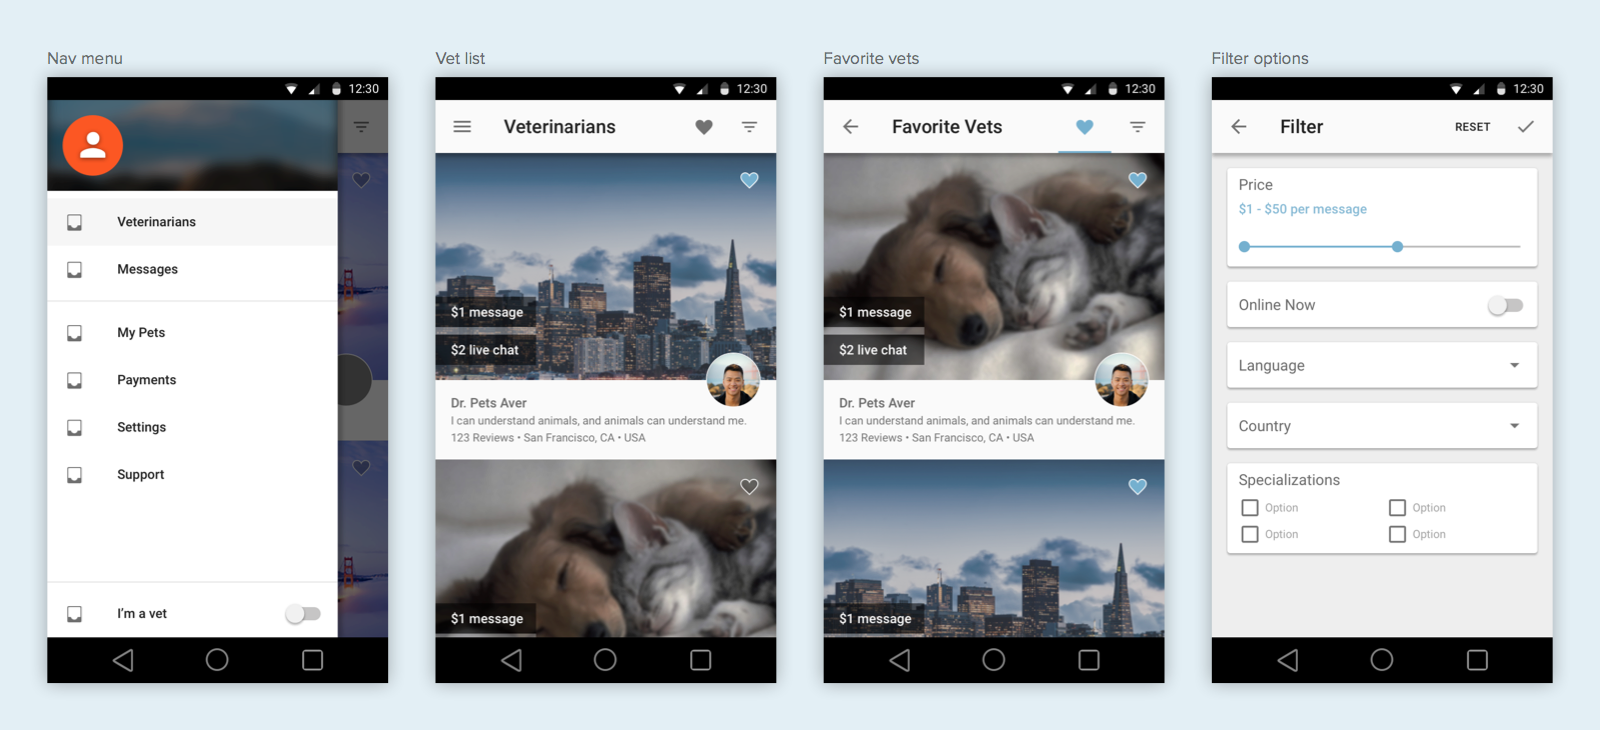 Nav menu
12:30
Veterinarians
Messages
My Pets
Payments
Settings
Support
I'm a vet
Vet list
12:30
Veterinarians
$1 message
$2 live chat
Dr. Pets Aver
I can understand animals, and animals can understand me.
123 Reviews • San Francisco, CA • USA
$1 message
Favorite vets
12:30
Favorite Vets
$1 message
$2 live chat
Dr. Pets Aver
I can understand animals, and animals can understand me.
123 Reviews • San Francisco, CA • USA
$1 message
Filter options
12:30
Filter RESET
Price
$1 - $50 per message
Online Now
Language
Country
Specializations
Option Option
Option Option